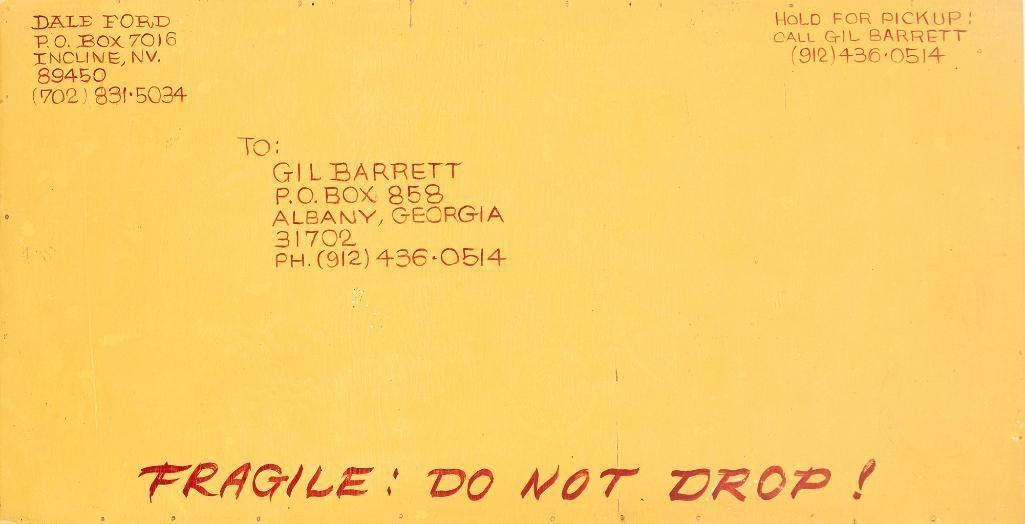 DALE FORD
P.O. BOX 7016
INCLINE, NV.
89450
(702) 831·5034
HOLD FOR PICKUP!
CALL GIL BARRETT
(912) 436·0514
TO:
GIL BARRETT
P.O. BOX 858
ALBANY, GEORGIA
31702
PH. (912) 436·0514
FRAGILE: DO NOT DROP!